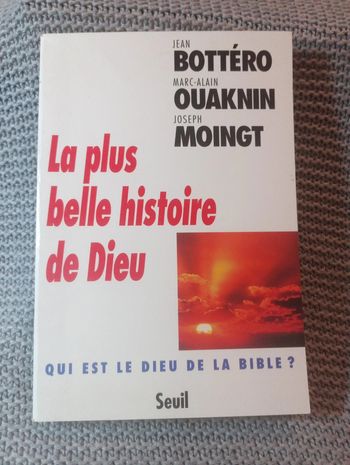 JEAN
BOTTÉRO
MARC-ALAIN
OUAKNIN
JOSEPH
MOINGT
La plus
belle histoire
de Dieu
QUI EST LE DIEU DE LA BIBLE ?
Seuil